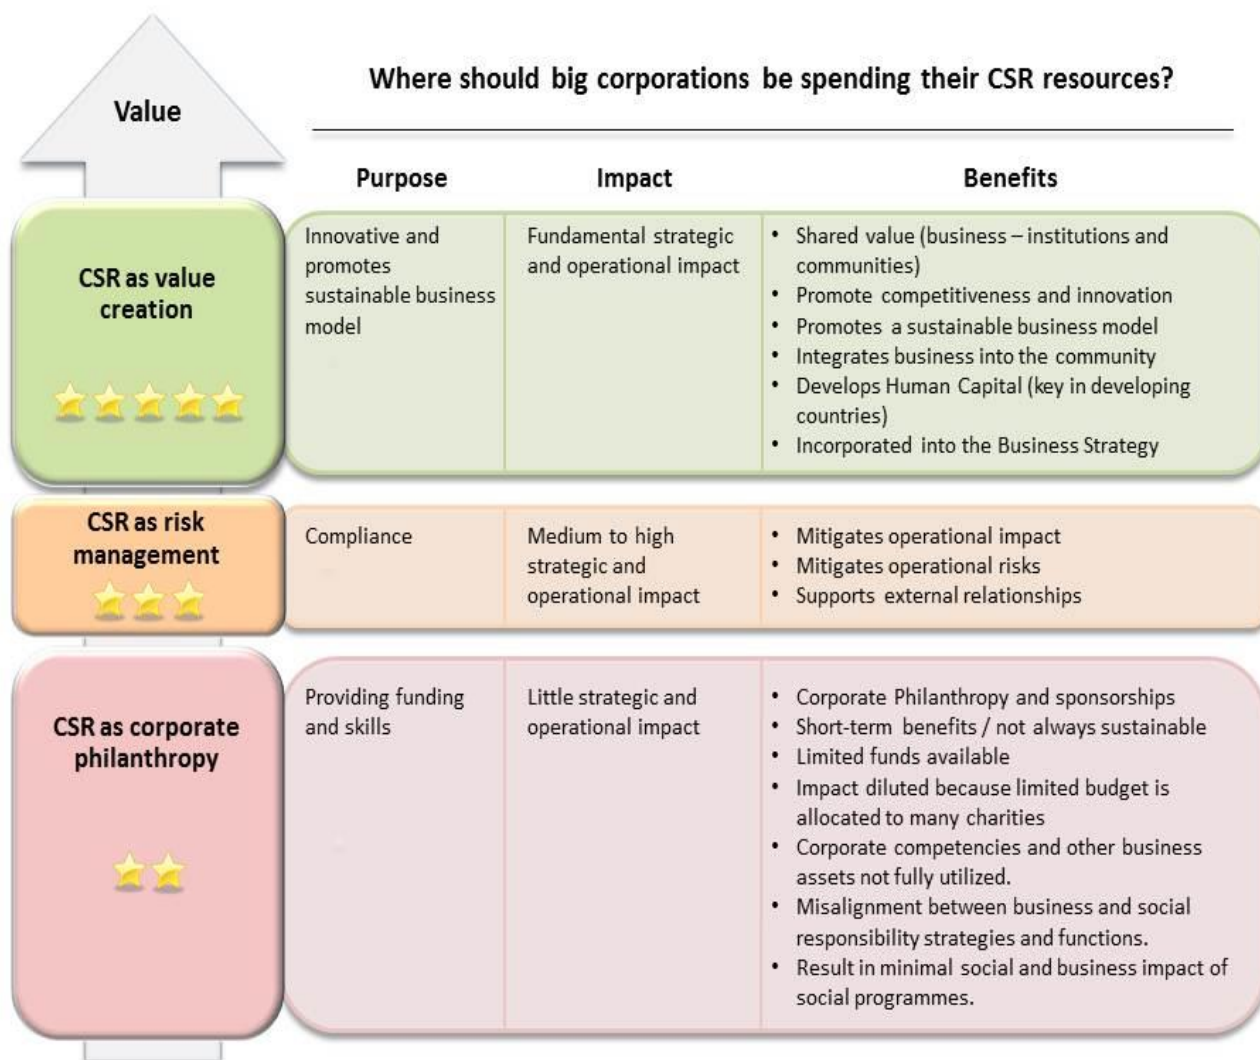 Value
Where should big corporations be spending their CSR resources?
Purpose
Impact
Benefits
CSR as value
creation
Innovative and
promotes
sustainable business
model
Fundamental strategic
and operational impact
• Shared value (business – institutions and
communities)
• Promote competitiveness and innovation
• Promotes a sustainable business model
• Integrates business into the community
• Develops Human Capital (key in developing
countries)
• Incorporated into the Business Strategy
CSR as risk
management
Compliance
Medium to high
strategic and
operational impact
• Mitigates operational impact
• Mitigates operational risks
• Supports external relationships
CSR as corporate
philanthropy
Providing funding
and skills
Little strategic and
operational impact
• Corporate Philanthropy and sponsorships
• Short-term benefits / not always sustainable
• Limited funds available
• Impact diluted because limited budget is
allocated to many charities
• Corporate competencies and other business
assets not fully utilized.
• Misalignment between business and social
responsibility strategies and functions.
• Result in minimal social and business impact of
social programmes.